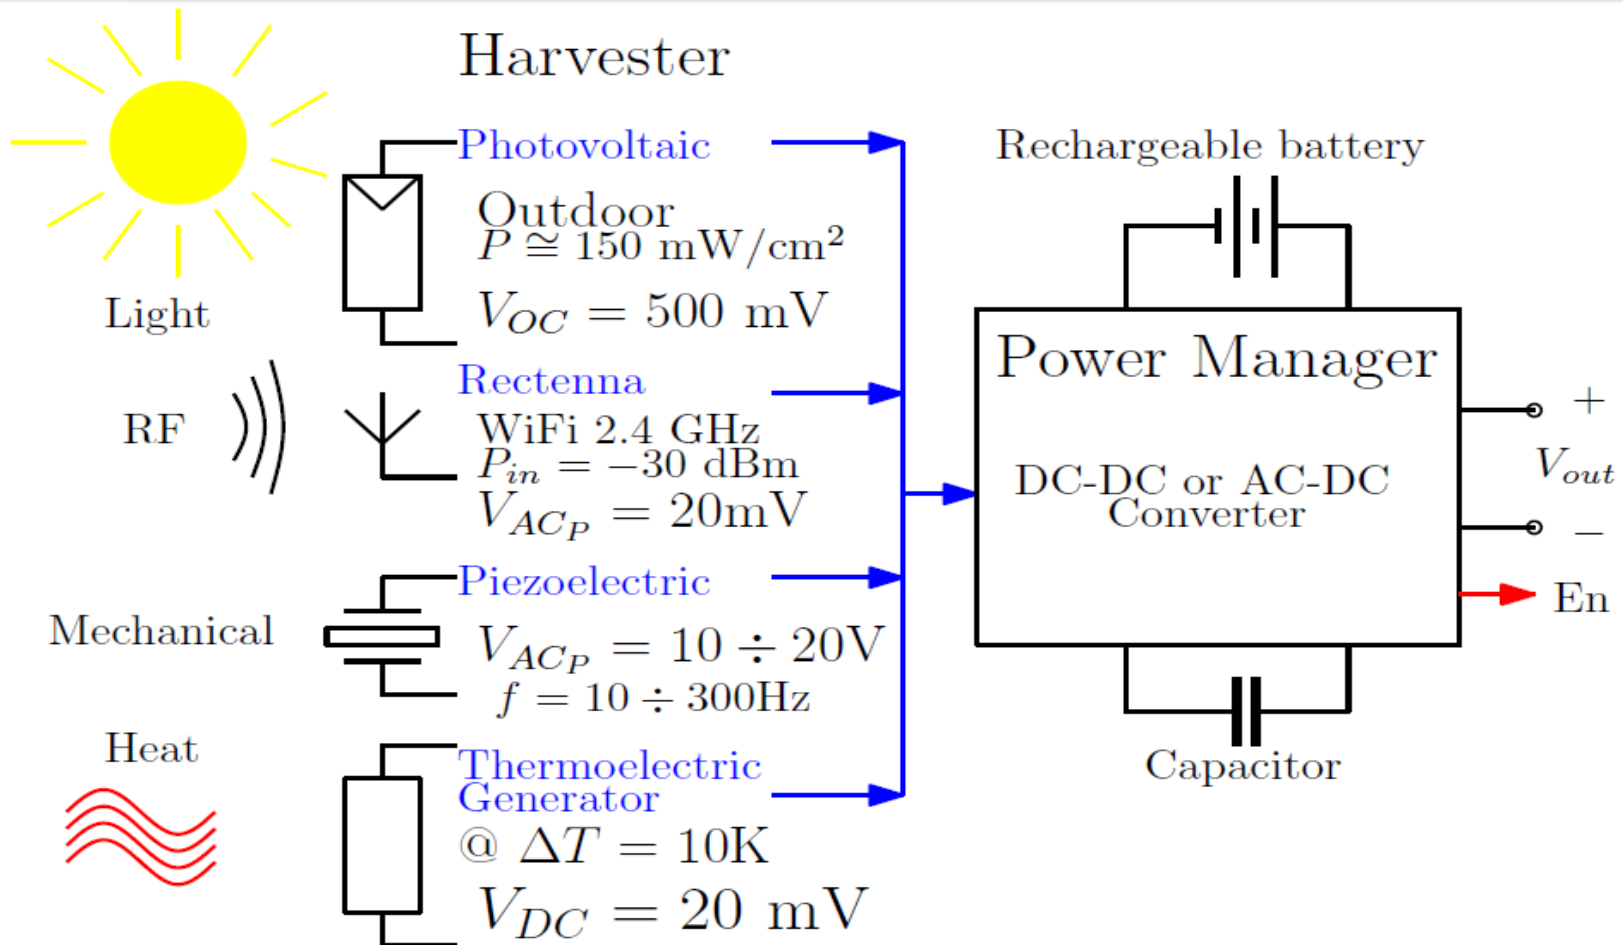 Harvester
Light
Photovoltaic
Outdoor
P ≅ 150 mW/cm²
V_OC = 500 mV
RF
Rectenna
WiFi 2.4 GHz
P_in = −30 dBm
V_AC_P = 20mV
Mechanical
Piezoelectric
V_AC_P = 10 ÷ 20V
f = 10 ÷ 300Hz
Heat
Thermoelectric
Generator
@ ΔT = 10K
V_DC = 20 mV
Rechargeable battery
Power Manager
DC-DC or AC-DC
Converter
+
V_out
−
En
Capacitor